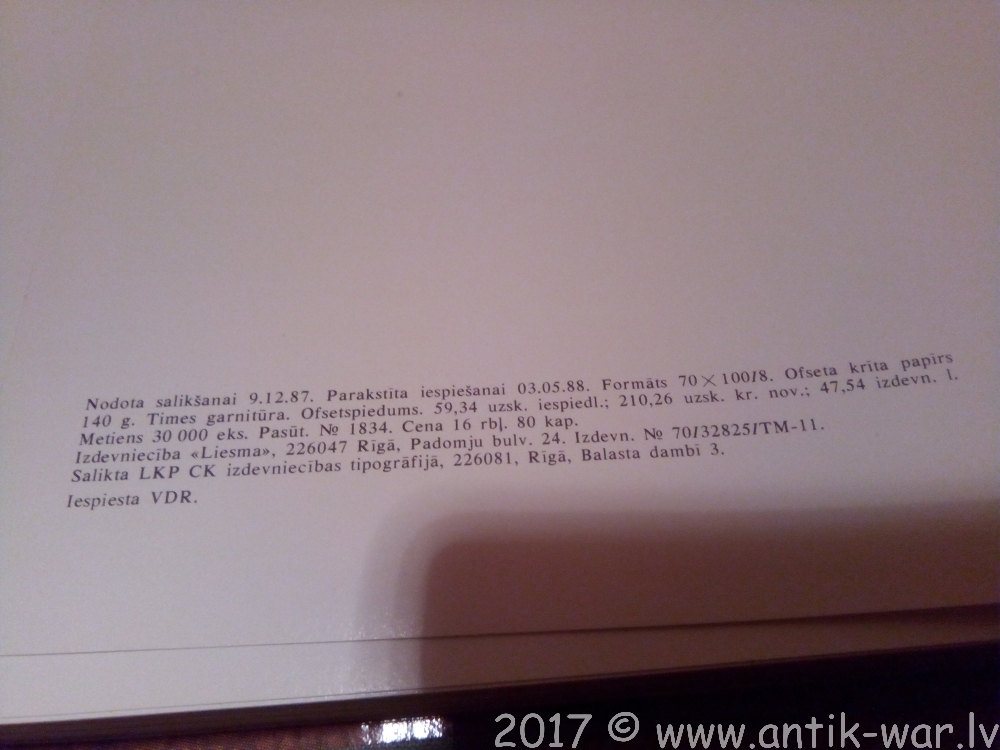 Nodota salikšanai 9.12.87. Parakstīta iespiešanai 03.05.88. Formāts 70×100/8. Ofseta krīta papīrs
140 g. Times garnitūra. Ofsetspiedums. 59,34 uzsk. iespiedl.; 210,26 uzsk. kr. nov.; 47,54 izdevn. l.
Metiens 30 000 eks. Pasūt. № 1834. Cena 16 rbļ. 80 kap.
Izdevniecība «Liesma», 226047 Rīgā, Padomju bulv. 24. Izdevn. № 70/32825/TM-11.
Salikta LKP CK izdevniecības tipogrāfijā, 226081, Rīgā, Balasta dambī 3.
Iespiesta VDR.
2017 © www.antik-war.lv